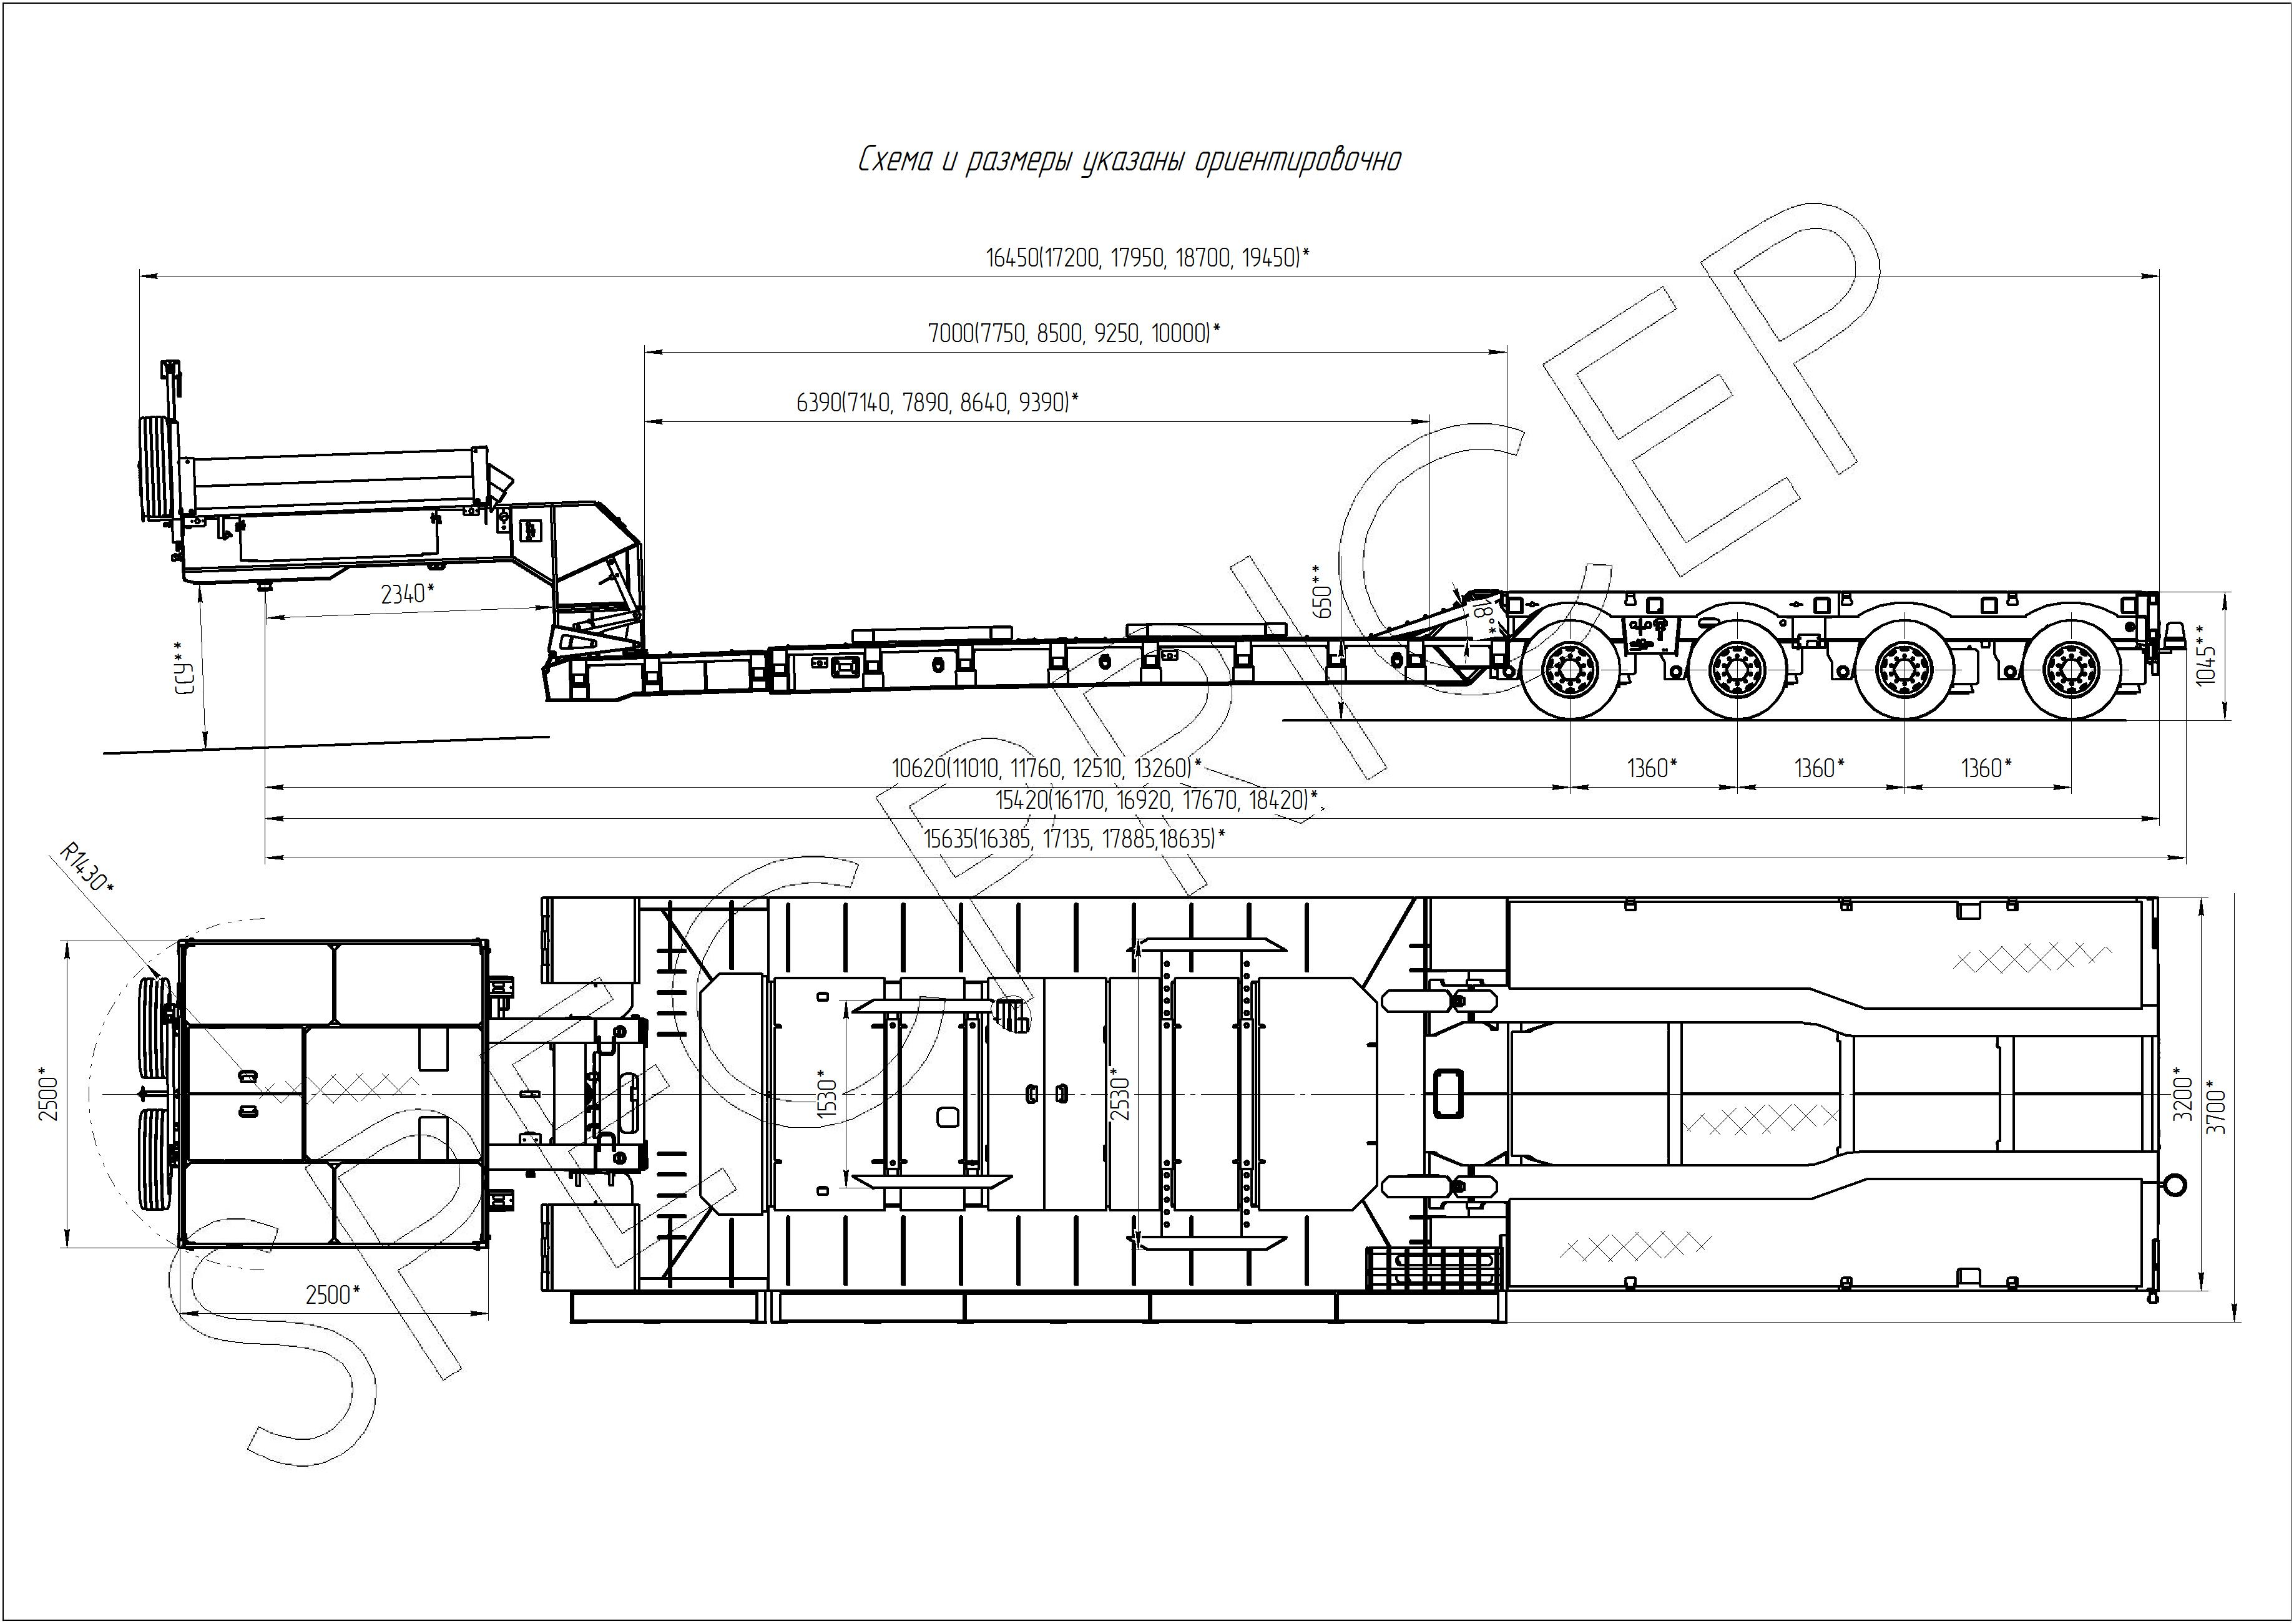 Схема и размеры указаны ориентировочно
16450(17200, 17950, 18700, 19450)*
7000(7750, 8500, 9250, 10000)*
6390(7140, 7890, 8640, 9390)*
2340*
650**
18°*
ССУ**
1045**
10620(11010, 11760, 12510, 13260)*
1360*
1360*
1360*
15420(16170, 16920, 17670, 18420)*
15635(16385, 17135, 17885,18635)*
R1430*
2500*
1530*
2530*
3200*
3700*
2500*
SPECPRICEP